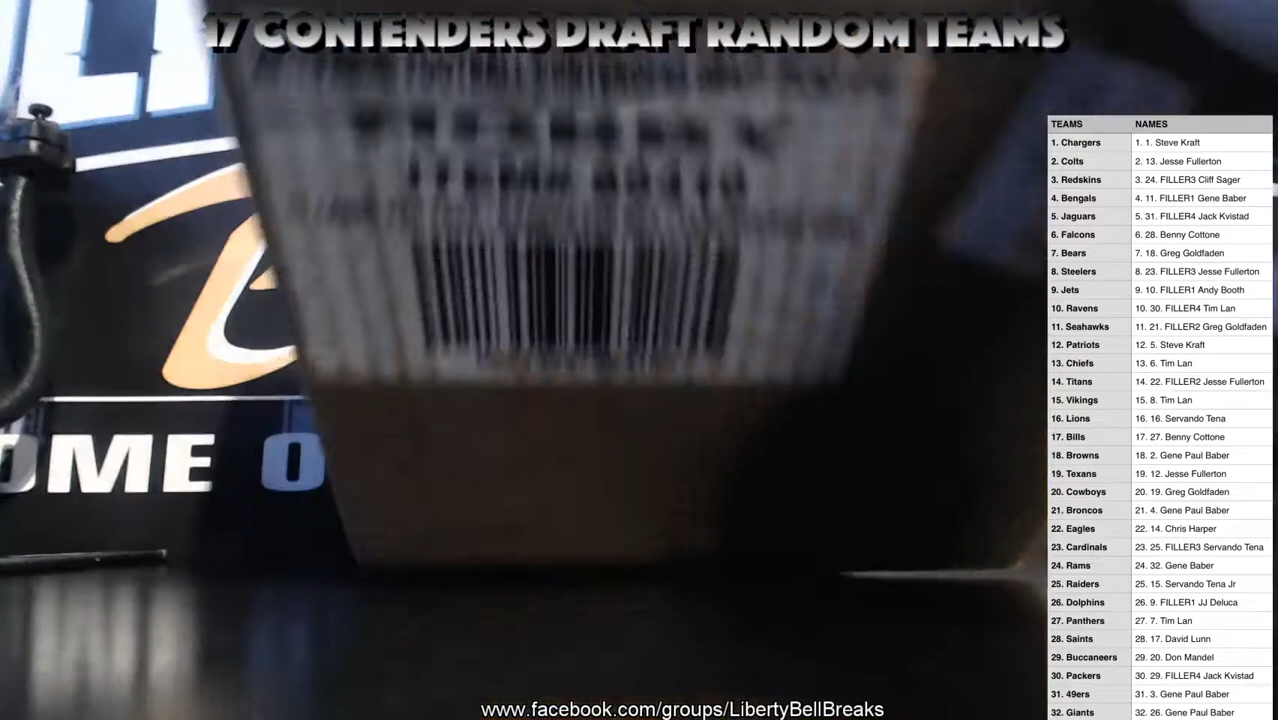 17 CONTENDERS DRAFT RANDOM TEAMS
TEAMS NAMES
1. Chargers 1. 1. Steve Kraft
2. Colts 2. 13. Jesse Fullerton
3. Redskins 3. 24. FILLER3 Cliff Sager
4. Bengals 4. 11. FILLER1 Gene Baber
5. Jaguars 5. 31. FILLER4 Jack Kvistad
6. Falcons 6. 28. Benny Cottone
7. Bears 7. 18. Greg Goldfaden
8. Steelers 8. 23. FILLER3 Jesse Fullerton
9. Jets 9. 10. FILLER1 Andy Booth
10. Ravens 10. 30. FILLER4 Tim Lan
11. Seahawks 11. 21. FILLER2 Greg Goldfaden
12. Patriots 12. 5. Steve Kraft
13. Chiefs 13. 6. Tim Lan
14. Titans 14. 22. FILLER2 Jesse Fullerton
15. Vikings 15. 8. Tim Lan
16. Lions 16. 16. Servando Tena
17. Bills 17. 27. Benny Cottone
18. Browns 18. 2. Gene Paul Baber
19. Texans 19. 12. Jesse Fullerton
20. Cowboys 20. 19. Greg Goldfaden
21. Broncos 21. 4. Gene Paul Baber
22. Eagles 22. 14. Chris Harper
23. Cardinals 23. 25. FILLER3 Servando Tena
24. Rams 24. 32. Gene Baber
25. Raiders 25. 15. Servando Tena Jr
26. Dolphins 26. 9. FILLER1 JJ Deluca
27. Panthers 27. 7. Tim Lan
28. Saints 28. 17. David Lunn
29. Buccaneers 29. 20. Don Mandel
30. Packers 30. 29. FILLER4 Jack Kvistad
31. 49ers 31. 3. Gene Paul Baber
32. Giants 32. 26. Gene Paul Baber
OME O
www.facebook.com/groups/LibertyBellBreaks